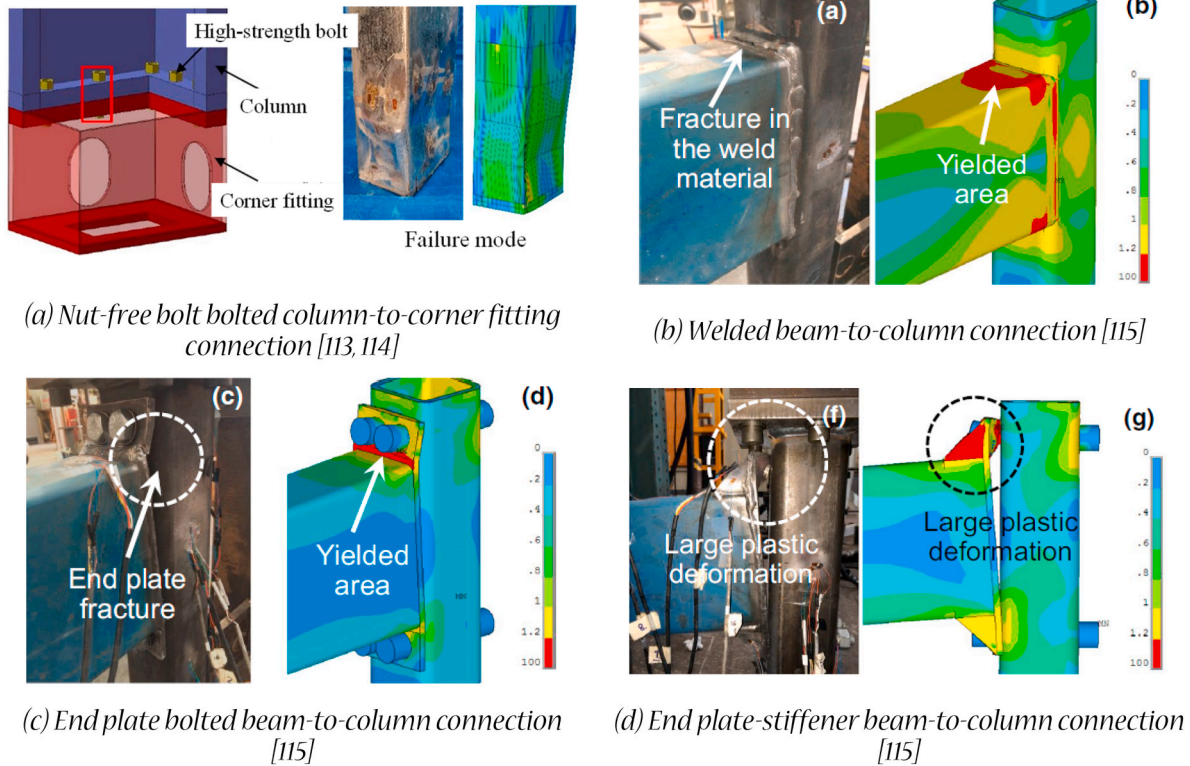 High-strength bolt
Column
Corner fitting
Failure mode
(a) Nut-free bolt bolted column-to-corner fitting
connection [113, 114]
(a)
Fracture in
the weld
material
(b)
Yielded
area
0
.2
.4
.6
.8
1
1.2
100
(b) Welded beam-to-column connection [115]
(c)
End plate
fracture
(d)
Yielded
area
0
.2
.4
.6
.8
1
1.2
100
(c) End plate bolted beam-to-column connection
[115]
(f)
Large plastic
deformation
(g)
Large plastic
deformation
0
.2
.4
.6
.8
1
1.2
100
(d) End plate-stiffener beam-to-column connection
[115]